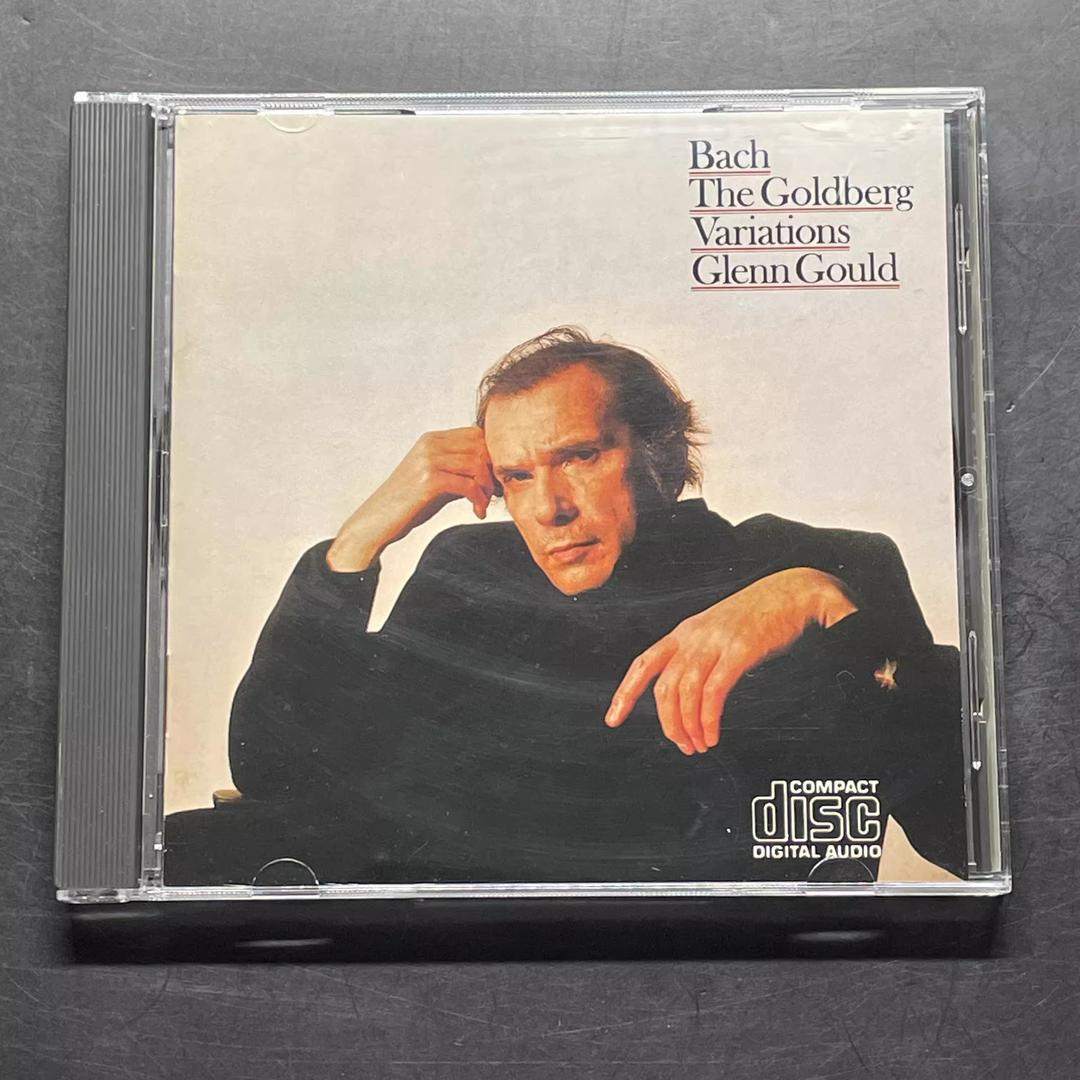 Bach
The Goldberg
Variations
Glenn Gould
COMPACT
disc
DIGITAL AUDIO